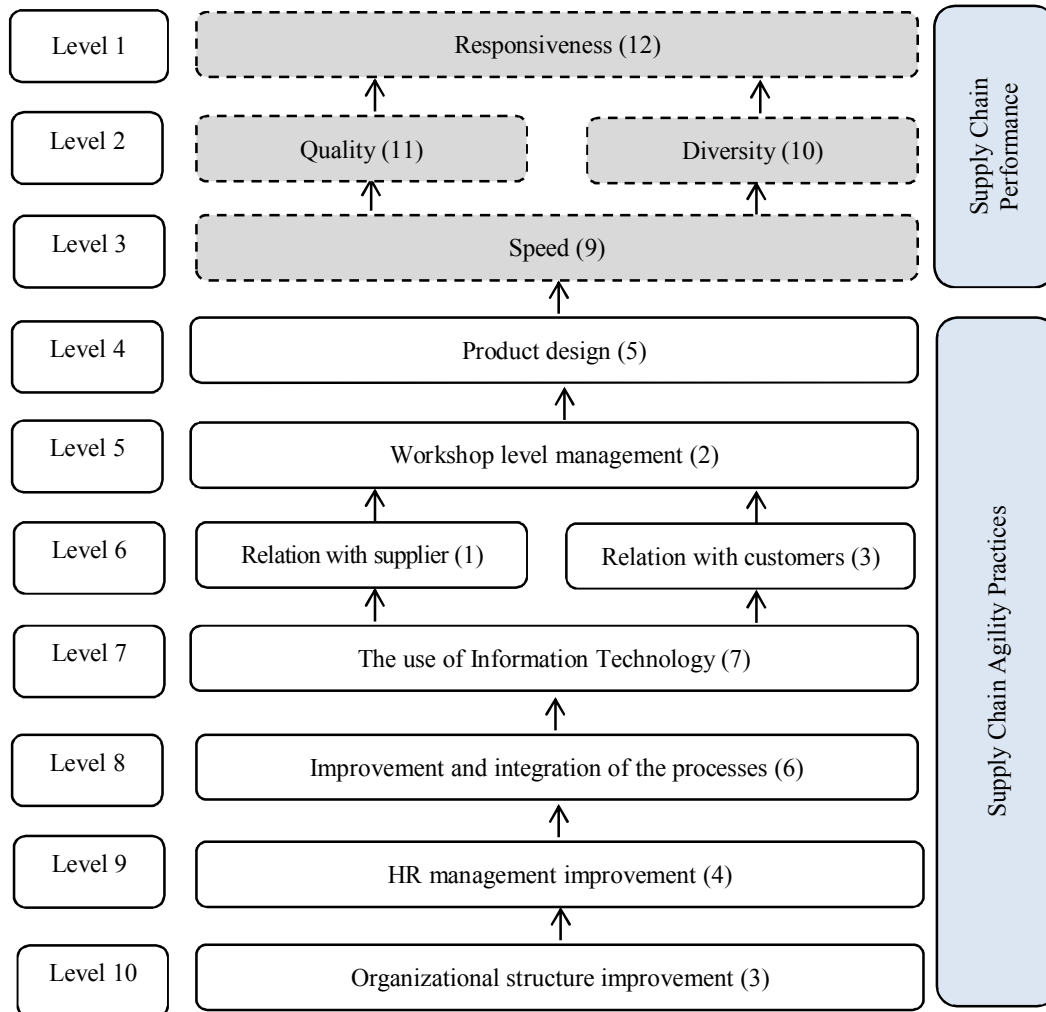 Level 1
Responsiveness (12)
Level 2
Quality (11)
Diversity (10)
Level 3
Speed (9)
Supply Chain
Performance
Level 4
Product design (5)
Level 5
Workshop level management (2)
Level 6
Relation with supplier (1)
Relation with customers (3)
Level 7
The use of Information Technology (7)
Level 8
Improvement and integration of the processes (6)
Level 9
HR management improvement (4)
Level 10
Organizational structure improvement (3)
Supply Chain Agility Practices